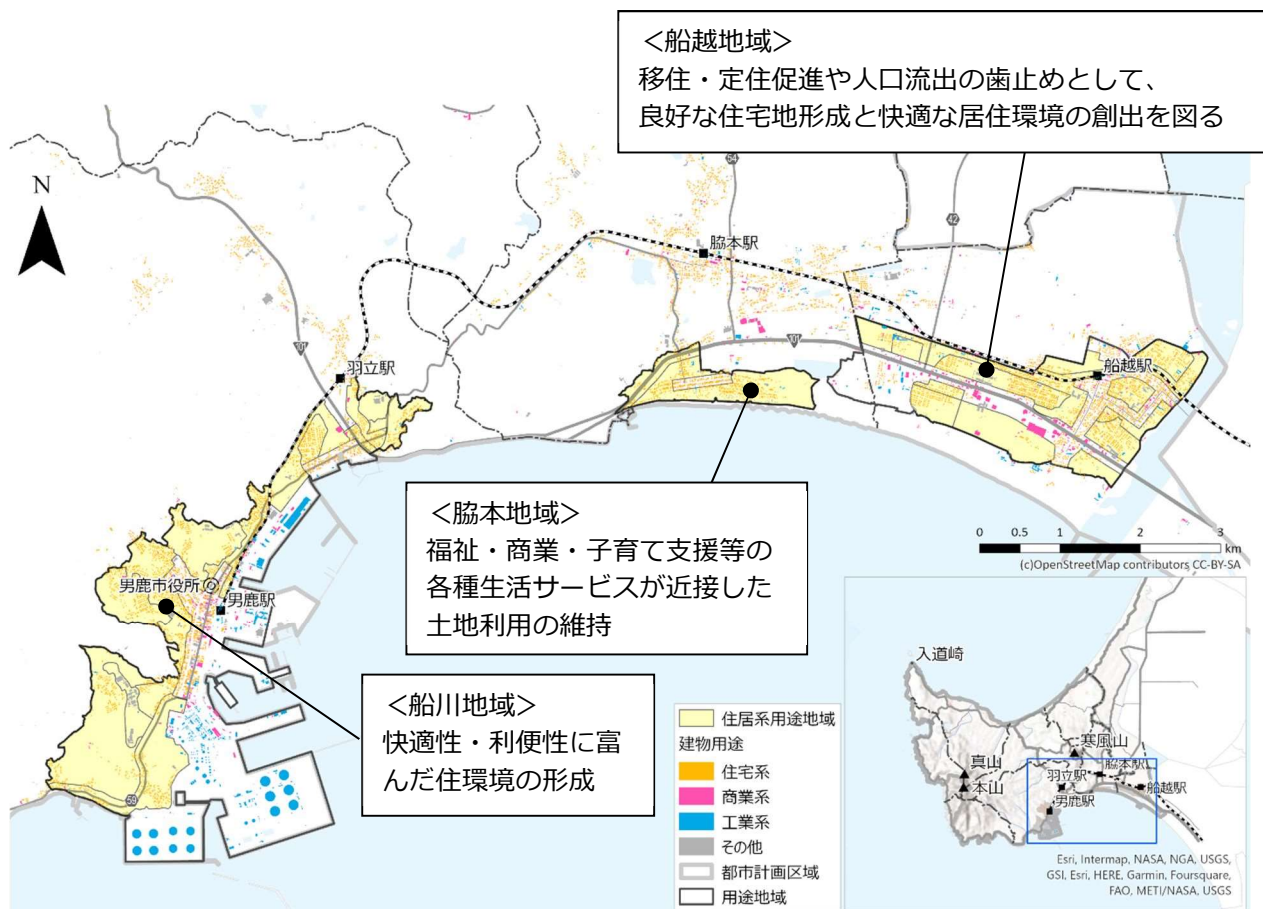 <船越地域>
移住・定住促進や人口流出の歯止めとして、
良好な住宅地形成と快適な居住環境の創出を図る
N
54
42
脇本駅
101
101
羽立駅
船越駅
<脇本地域>
福祉・商業・子育て支援等の
各種生活サービスが近接した
土地利用の維持
0 0.5 1 2 3
km
(c)OpenStreetMap contributors CC-BY-SA
男鹿市役所
男鹿駅
<船川地域>
快適性・利便性に富
んだ住環境の形成
59
住居系用途地域
建物用途
住宅系
商業系
工業系
その他
都市計画区域
用途地域
入道崎
寒風山
真山
本山
羽立駅
脇本駅
船越駅
男鹿駅
Esri, Intermap, NASA, NGA, USGS,
GSI, Esri, HERE, Garmin, Foursquare,
FAO, METI/NASA, USGS